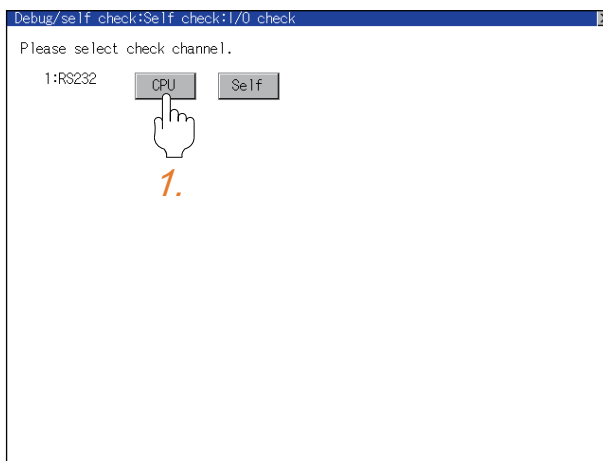 Debug/self check:Self check:I/O check
Please select check channel.
1:RS232 CPU Self
1.